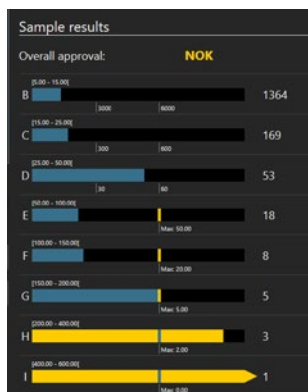 Sample results
Overall approval: NOK
[5.00 - 15.00[
B 1364
3000 6000
[15.00 - 25.00[
C 169
300 600
[25.00 - 50.00[
D 53
30 60
[50.00 - 100.00[
E 18
Max: 50.00
[100.00 - 150.00[
F 8
Max: 20.00
[150.00 - 200.00[
G 5
Max: 5.00
[200.00 - 400.00[
H 3
Max: 2.00
[400.00 - 600.00[
I 1
Max: 0.00